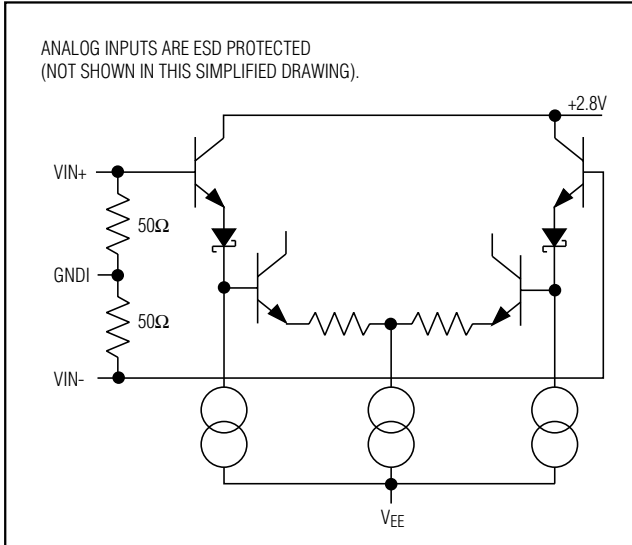 ANALOG INPUTS ARE ESD PROTECTED
(NOT SHOWN IN THIS SIMPLIFIED DRAWING).
+2.8V
VIN+
50Ω
GNDI
50Ω
VIN-
VEE